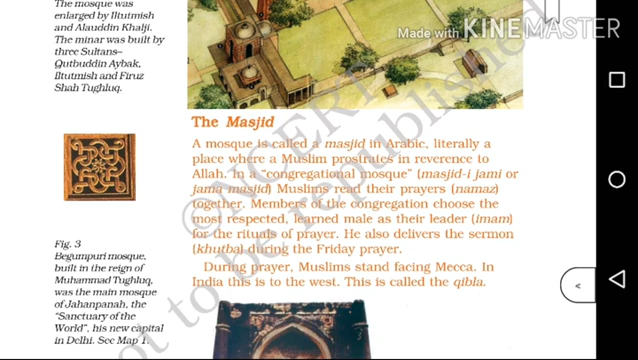 The mosque was
enlarged by Iltutmish
and Alauddin Khalji.
The minar was built by
three Sultans–
Qutbuddin Aybak,
Iltutmish and Firuz
Shah Tughluq.
Made with KINEMASTER
The Masjid
A mosque is called a masjid in Arabic, literally a
place where a Muslim prostrates in reverence to
Allah. In a "congregational mosque" (masjid-i jami or
jama masjid) Muslims read their prayers (namaz)
together. Members of the congregation choose the
most respected, learned male as their leader (imam)
for the rituals of prayer. He also delivers the sermon
(khutba) during the Friday prayer.
During prayer, Muslims stand facing Mecca. In
India this is to the west. This is called the qibla.
Fig. 3
Begumpuri mosque,
built in the reign of
Muhammad Tughluq,
was the main mosque
of Jahanpanah, the
"Sanctuary of the
World", his new capital
in Delhi. See Map 1.
©NCERT
not to be republished